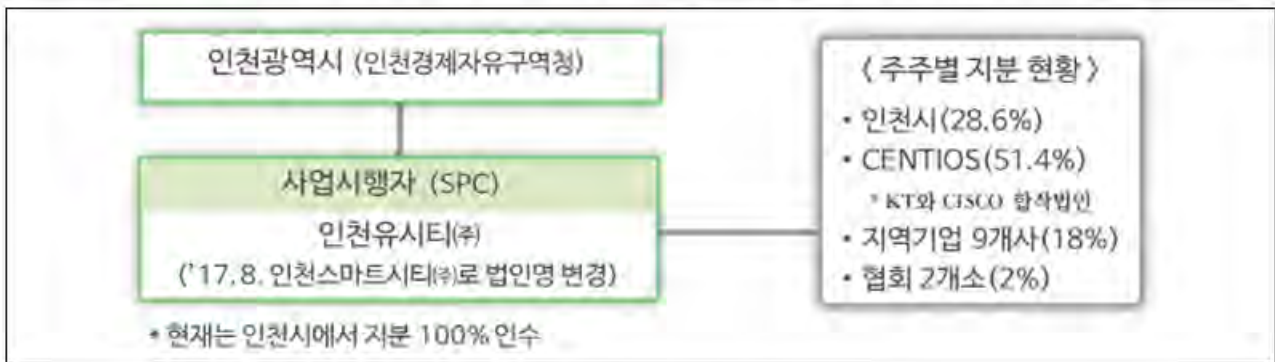 인천광역시 (인천경제자유구역청)
사업시행자 (SPC)
인천유시티㈜
('17.8. 인천스마트시티㈜로 법인명 변경)
* 현재는 인천시에서 지분 100% 인수
〈 주주별 지분 현황 〉
• 인천시(28.6%)
• CENTIOS(51.4%)
* KT와 CISCO 합작법인
• 지역기업 9개사(18%)
• 협회 2개소(2%)